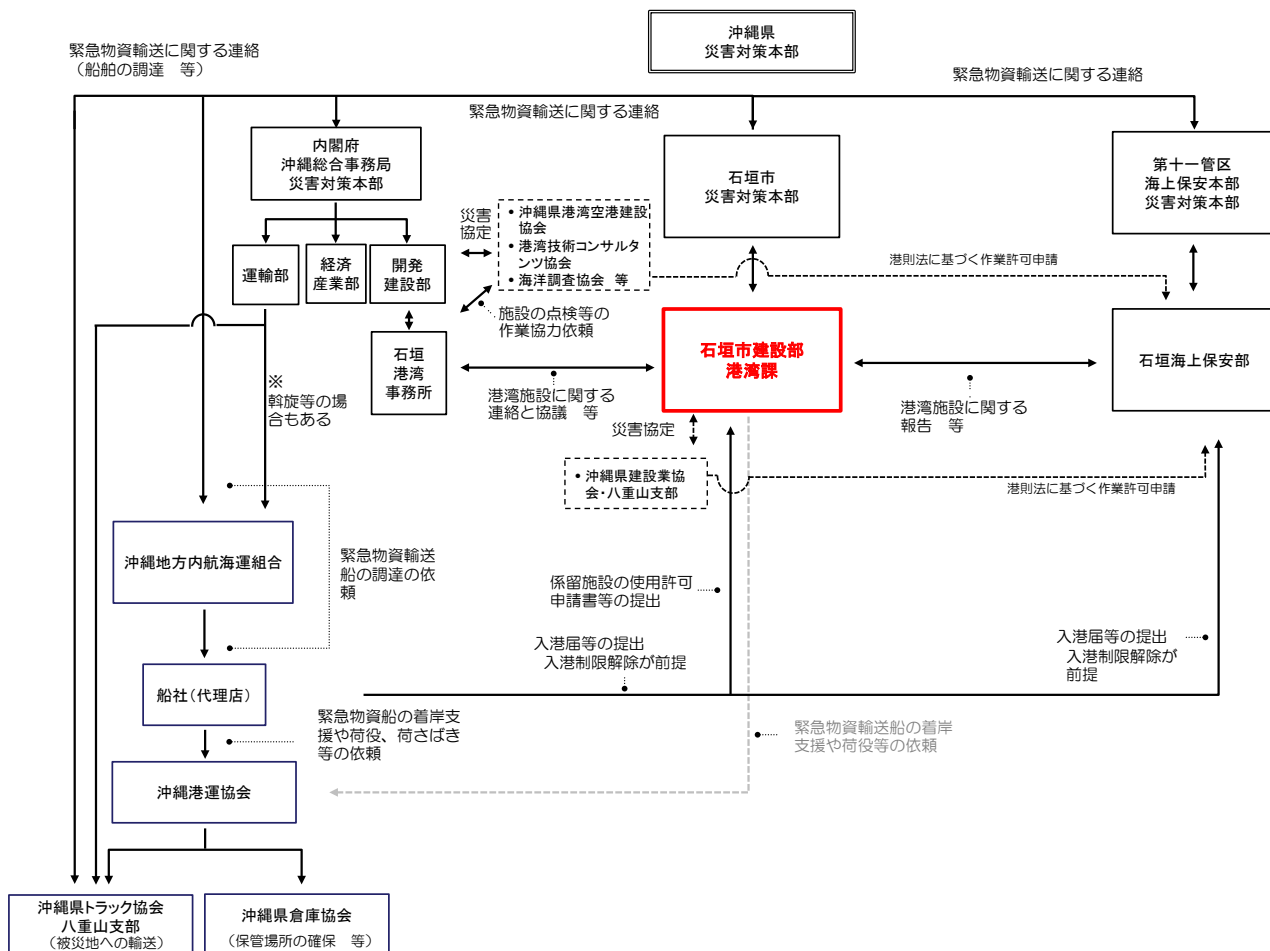 沖縄県
災害対策本部
緊急物資輸送に関する連絡
（船舶の調達　等）
緊急物資輸送に関する連絡
緊急物資輸送に関する連絡
内閣府
沖縄総合事務局
災害対策本部
石垣市
災害対策本部
第十一管区
海上保安本部
災害対策本部
災害
協定
• 沖縄県港湾空港建設
協会
• 港湾技術コンサルタ
ンツ協会
• 海洋調査協会　等
運輸部
経済
産業部
開発
建設部
港則法に基づく作業許可申請
施設の点検等の
作業協力依頼
石垣
港湾
事務所
石垣市建設部
港湾課
石垣海上保安部
※
斡旋等の場
合もある
港湾施設に関する
連絡と協議　等
港湾施設に関する
報告　等
災害協定
• 沖縄県建設業協
会・八重山支部
港則法に基づく作業許可申請
沖縄地方内航海運組合
緊急物資輸送
船の調達の依
頼
係留施設の使用許可
申請書等の提出
入港届等の提出
入港制限解除が前提
入港届等の提出
入港制限解除が
前提
船社（代理店）
緊急物資船の着岸支
援や荷役、荷さばき
等の依頼
緊急物資輸送船の着岸
支援や荷役等の依頼
沖縄港運協会
沖縄県トラック協会
八重山支部
（被災地への輸送）
沖縄県倉庫協会
（保管場所の確保　等）